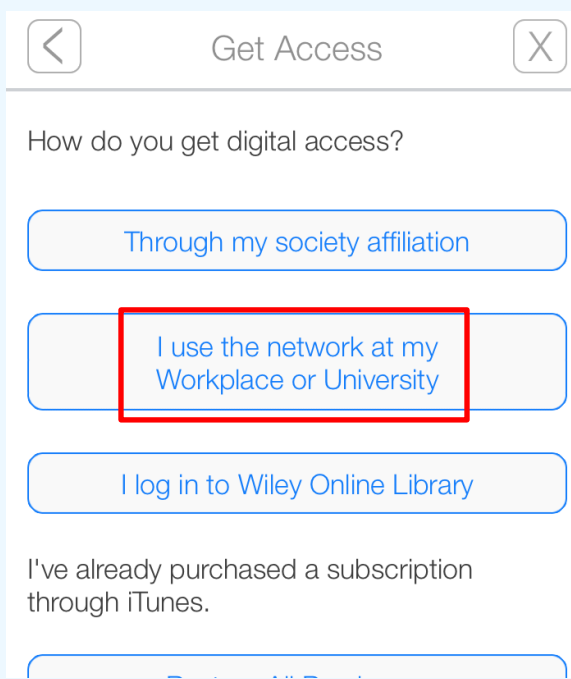 Get Access
X
How do you get digital access?
Through my society affiliation
I use the network at my
Workplace or University
I log in to Wiley Online Library
I've already purchased a subscription
through iTunes.